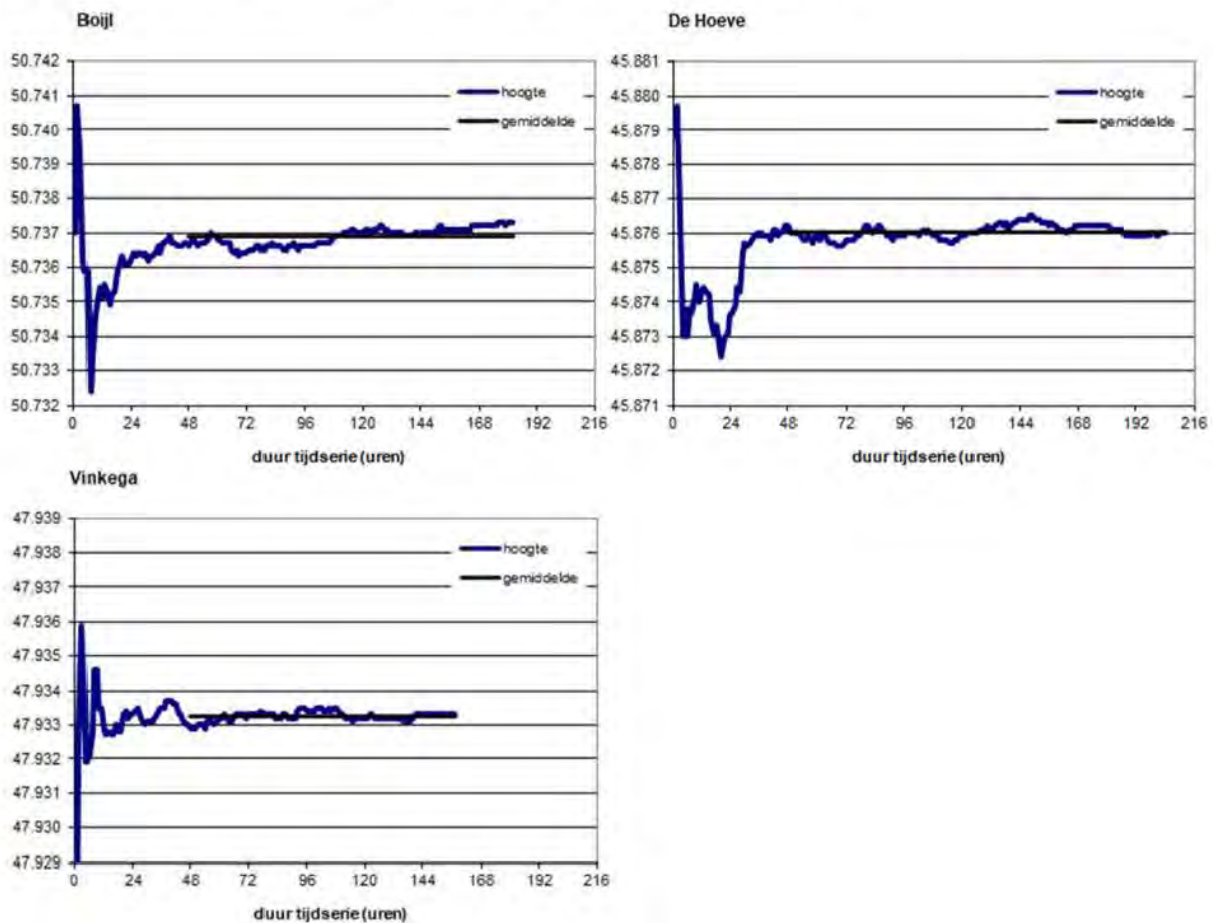 Boijl
50.742
50.741
50.740
50.739
50.738
50.737
50.736
50.735
50.734
50.733
50.732
hoogte
gemiddelde
0 24 48 72 96 120 144 168 192 216
duur tijdserie (uren)
De Hoeve
45.881
45.880
45.879
45.878
45.877
45.876
45.875
45.874
45.873
45.872
45.871
hoogte
gemiddelde
0 24 48 72 96 120 144 168 192 216
duur tijdserie (uren)
Vinkega
47.939
47.938
47.937
47.936
47.935
47.934
47.933
47.932
47.931
47.930
47.929
hoogte
gemiddelde
0 24 48 72 96 120 144 168 192 216
duur tijdserie (uren)